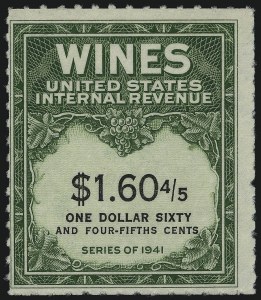 WINES
UNITED STATES
INTERNAL REVENUE
$1.60 4/5
ONE DOLLAR SIXTY
AND FOUR-FIFTHS CENTS
SERIES OF 1941